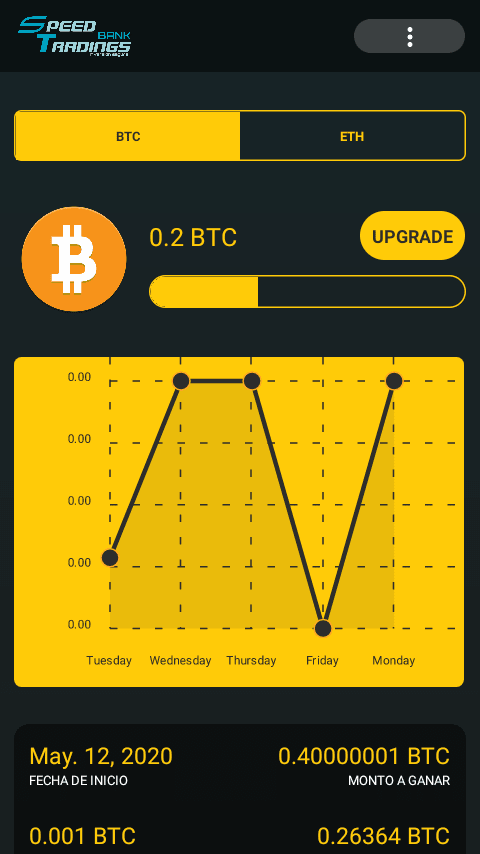 SPEED BANK
TRADINGS
BTC
ETH
0.2 BTC
UPGRADE
0.00
0.00
0.00
0.00
0.00
Tuesday Wednesday Thursday Friday Monday
May. 12, 2020 0.40000001 BTC
FECHA DE INICIO MONTO A GANAR
0.001 BTC 0.26364 BTC